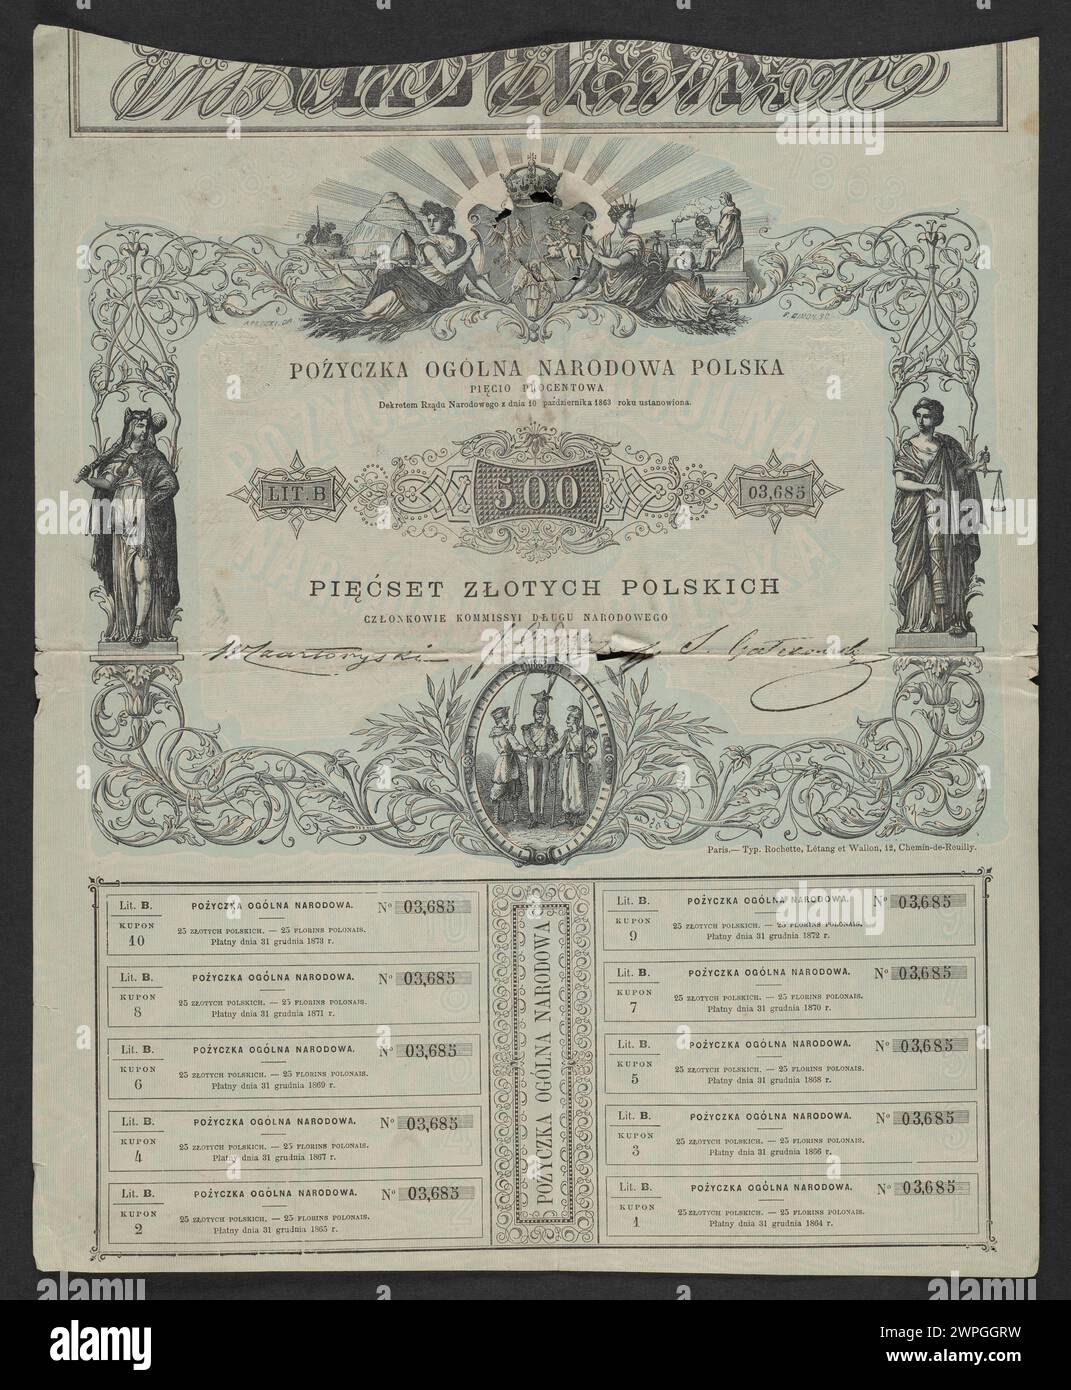 POŻYCZKA OGÓLNA NARODOWA POLSKA
PIĘCIO PROCENTOWA
Dekretem Rządu Narodowego z dnia 10 października 1863 roku ustanowiona.
LIT. B
500
03,685
PIĘĆSET ZŁOTYCH POLSKICH
CZŁONKOWIE KOMMISSYI DŁUGU NARODOWEGO
W Czartoryski
Paris.— Typ. Rochette, Létang et Wallon, 12, Chemin-de-Reuilly.
POŻYCZKA OGÓLNA NARODOWA
Lit. B. POŻYCZKA OGÓLNA NARODOWA. No 03,685
KUPON 10
25 ZŁOTYCH POLSKICH. — 25 FLORINS POLONAIS.
Płatny dnia 31 grudnia 1873 r.
Lit. B. POŻYCZKA OGÓLNA NARODOWA. No 03,685
KUPON 9
25 ZŁOTYCH POLSKICH. — 25 FLORINS POLONAIS.
Płatny dnia 31 grudnia 1872 r.
Lit. B. POŻYCZKA OGÓLNA NARODOWA. No 03,685
KUPON 8
25 ZŁOTYCH POLSKICH. — 25 FLORINS POLONAIS.
Płatny dnia 31 grudnia 1871 r.
Lit. B. POŻYCZKA OGÓLNA NARODOWA. No 03,685
KUPON 7
25 ZŁOTYCH POLSKICH. — 25 FLORINS POLONAIS.
Płatny dnia 31 grudnia 1870 r.
Lit. B. POŻYCZKA OGÓLNA NARODOWA. No 03,685
KUPON 6
25 ZŁOTYCH POLSKICH. — 25 FLORINS POLONAIS.
Płatny dnia 31 grudnia 1869 r.
Lit. B. POŻYCZKA OGÓLNA NARODOWA. No 03,685
KUPON 5
25 ZŁOTYCH POLSKICH. — 25 FLORINS POLONAIS.
Płatny dnia 31 grudnia 1868 r.
Lit. B. POŻYCZKA OGÓLNA NARODOWA. No 03,685
KUPON 4
25 ZŁOTYCH POLSKICH. — 25 FLORINS POLONAIS.
Płatny dnia 31 grudnia 1867 r.
Lit. B. POŻYCZKA OGÓLNA NARODOWA. No 03,685
KUPON 3
25 ZŁOTYCH POLSKICH. — 25 FLORINS POLONAIS.
Płatny dnia 31 grudnia 1866 r.
Lit. B. POŻYCZKA OGÓLNA NARODOWA. No 03,685
KUPON 2
25 ZŁOTYCH POLSKICH. — 25 FLORINS POLONAIS.
Płatny dnia 31 grudnia 1865 r.
Lit. B. POŻYCZKA OGÓLNA NARODOWA. No 03,685
KUPON 1
25 ZŁOTYCH POLSKICH. — 25 FLORINS POLONAIS.
Płatny dnia 31 grudnia 1864 r.
alamy
Image ID: 2WPGGRW
www.alamy.com